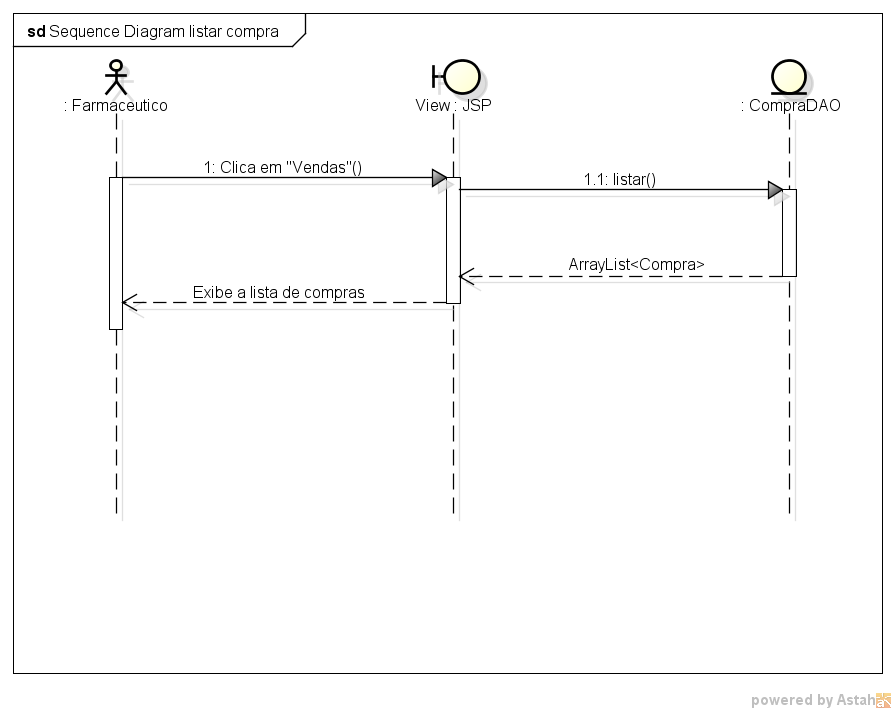 sd Sequence Diagram listar compra
: Farmaceutico
View : JSP
: CompraDAO
1: Clica em "Vendas"()
1.1: listar()
ArrayList<Compra>
Exibe a lista de compras
powered by Astah